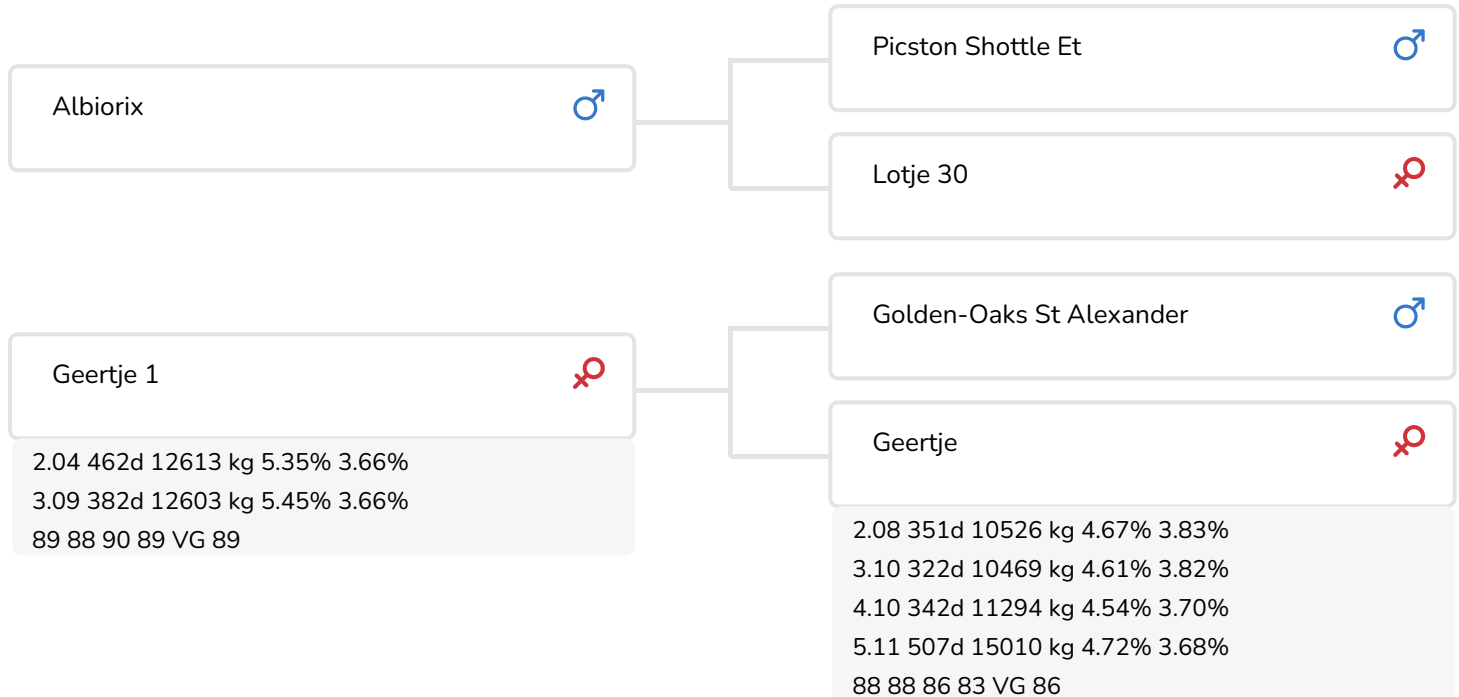 Albiorix
Picston Shottle Et
Lotje 30
Geertje 1
2.04 462d 12613 kg 5.35% 3.66%
3.09 382d 12603 kg 5.45% 3.66%
89 88 90 89 VG 89
Golden-Oaks St Alexander
Geertje
2.08 351d 10526 kg 4.67% 3.83%
3.10 322d 10469 kg 4.61% 3.82%
4.10 342d 11294 kg 4.54% 3.70%
5.11 507d 15010 kg 4.72% 3.68%
88 88 86 83 VG 86